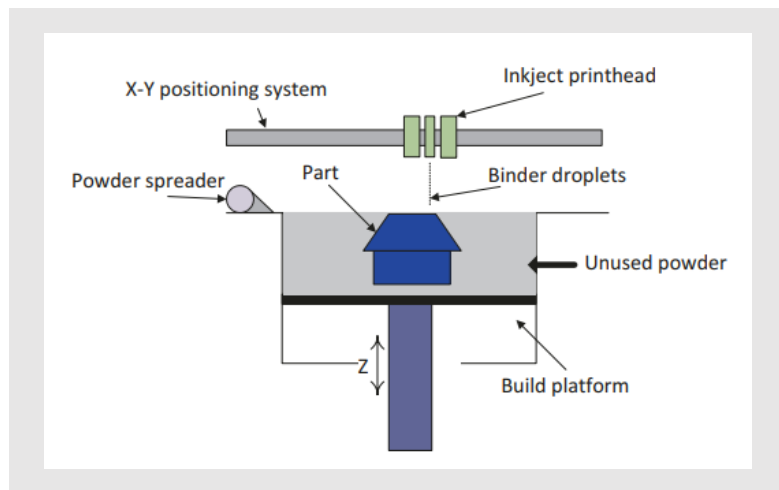 Inkject printhead
X-Y positioning system
Part
Binder droplets
Powder spreader
Unused powder
Z
Build platform